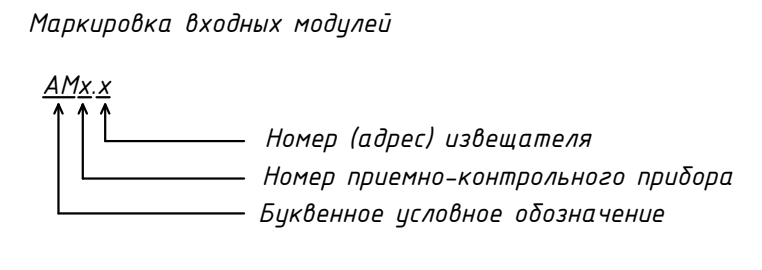 Маркировка входных модулей
АМх.х
Номер (адрес) извещателя
Номер приемно-контрольного прибора
Буквенное условное обозначение